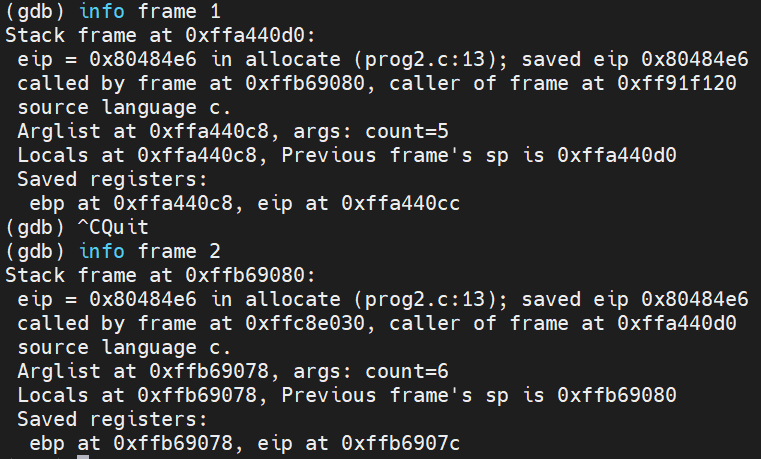 (gdb) info frame 1
Stack frame at 0xffa440d0:
 eip = 0x80484e6 in allocate (prog2.c:13); saved eip 0x80484e6
 called by frame at 0xffb69080, caller of frame at 0xff91f120
 source language c.
 Arglist at 0xffa440c8, args: count=5
 Locals at 0xffa440c8, Previous frame's sp is 0xffa440d0
 Saved registers:
  ebp at 0xffa440c8, eip at 0xffa440cc
(gdb) ^CQuit
(gdb) info frame 2
Stack frame at 0xffb69080:
 eip = 0x80484e6 in allocate (prog2.c:13); saved eip 0x80484e6
 called by frame at 0xffc8e030, caller of frame at 0xffa440d0
 source language c.
 Arglist at 0xffb69078, args: count=6
 Locals at 0xffb69078, Previous frame's sp is 0xffb69080
 Saved registers:
  ebp at 0xffb69078, eip at 0xffb6907c